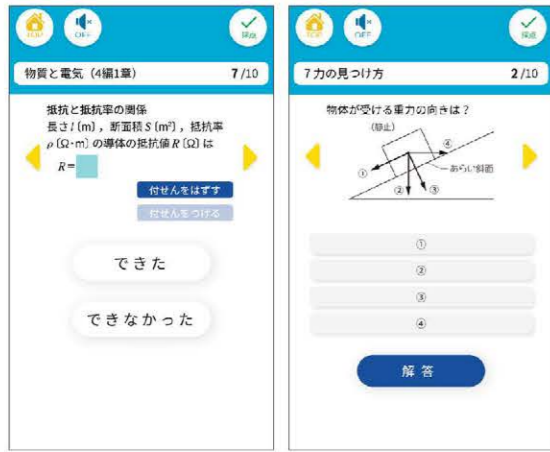 TOP
OFF
採点
物質と電気（4編1章） 7/10
抵抗と抵抗率の関係
長さ l〔m〕，断面積 S〔m²〕，抵抗率
ρ〔Ω·m〕の導体の抵抗値 R〔Ω〕は
R=
付せんをはずす
付せんをつける
できた
できなかった
TOP
OFF
採点
7力の見つけ方 2/10
物体が受ける重力の向きは？
(静止)
④
①
あらい斜面
② ③
①
②
③
④
解答